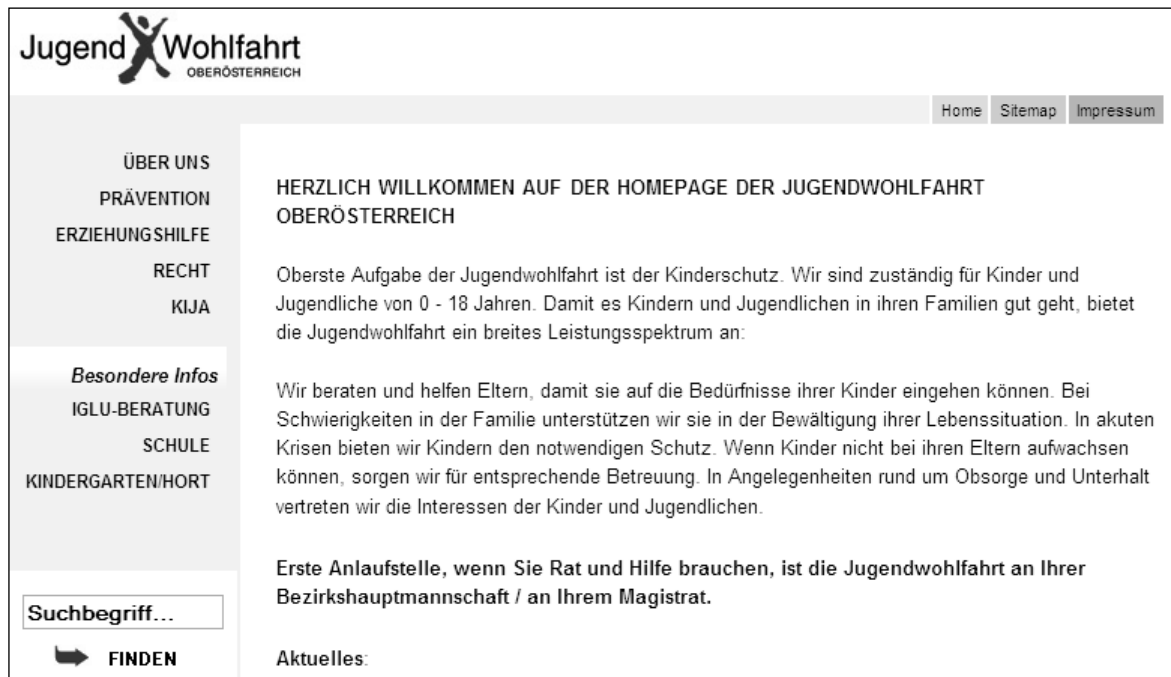 Jugend Wohlfahrt
OBERÖSTERREICH
Home Sitemap Impressum
ÜBER UNS
PRÄVENTION
ERZIEHUNGSHILFE
RECHT
KIJA
Besondere Infos
IGLU-BERATUNG
SCHULE
KINDERGARTEN/HORT
Suchbegriff...
FINDEN
HERZLICH WILLKOMMEN AUF DER HOMEPAGE DER JUGENDWOHLFAHRT
OBERÖSTERREICH
Oberste Aufgabe der Jugendwohlfahrt ist der Kinderschutz. Wir sind zuständig für Kinder und
Jugendliche von 0 - 18 Jahren. Damit es Kindern und Jugendlichen in ihren Familien gut geht, bietet
die Jugendwohlfahrt ein breites Leistungsspektrum an:
Wir beraten und helfen Eltern, damit sie auf die Bedürfnisse ihrer Kinder eingehen können. Bei
Schwierigkeiten in der Familie unterstützen wir sie in der Bewältigung ihrer Lebenssituation. In akuten
Krisen bieten wir Kindern den notwendigen Schutz. Wenn Kinder nicht bei ihren Eltern aufwachsen
können, sorgen wir für entsprechende Betreuung. In Angelegenheiten rund um Obsorge und Unterhalt
vertreten wir die Interessen der Kinder und Jugendlichen.
Erste Anlaufstelle, wenn Sie Rat und Hilfe brauchen, ist die Jugendwohlfahrt an Ihrer
Bezirkshauptmannschaft / an Ihrem Magistrat.
Aktuelles: